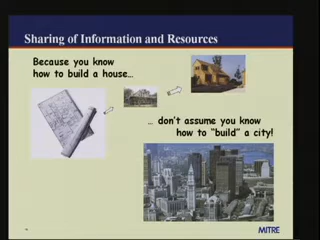 Sharing of Information and Resources
Because you know
how to build a house…
… don't assume you know
how to "build" a city!
MITRE